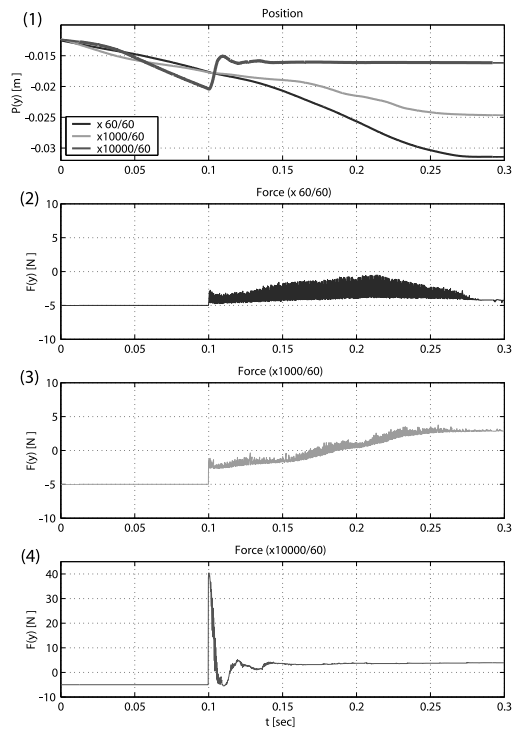 (1)
Position
P(y) [m ]
-0.015
-0.02
-0.025
-0.03
x 60/60
x1000/60
x10000/60
0 0.05 0.1 0.15 0.2 0.25 0.3
(2)
Force (x 60/60)
F(y) [N ]
10
5
0
-5
-10
0 0.05 0.1 0.15 0.2 0.25 0.3
(3)
Force (x1000/60)
F(y) [N ]
10
5
0
-5
-10
0 0.05 0.1 0.15 0.2 0.25 0.3
(4)
Force (x10000/60)
F(y) [N ]
40
30
20
10
0
-10
0 0.05 0.1 0.15 0.2 0.25 0.3
t [sec]